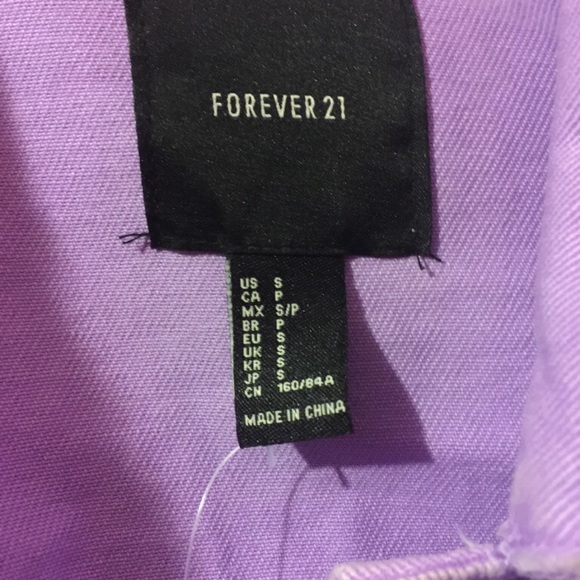 FOREVER 21
US S
CA P
MX S/P
BR P
EU S
UK S
KR S
JP S
CN 160/84A
MADE IN CHINA